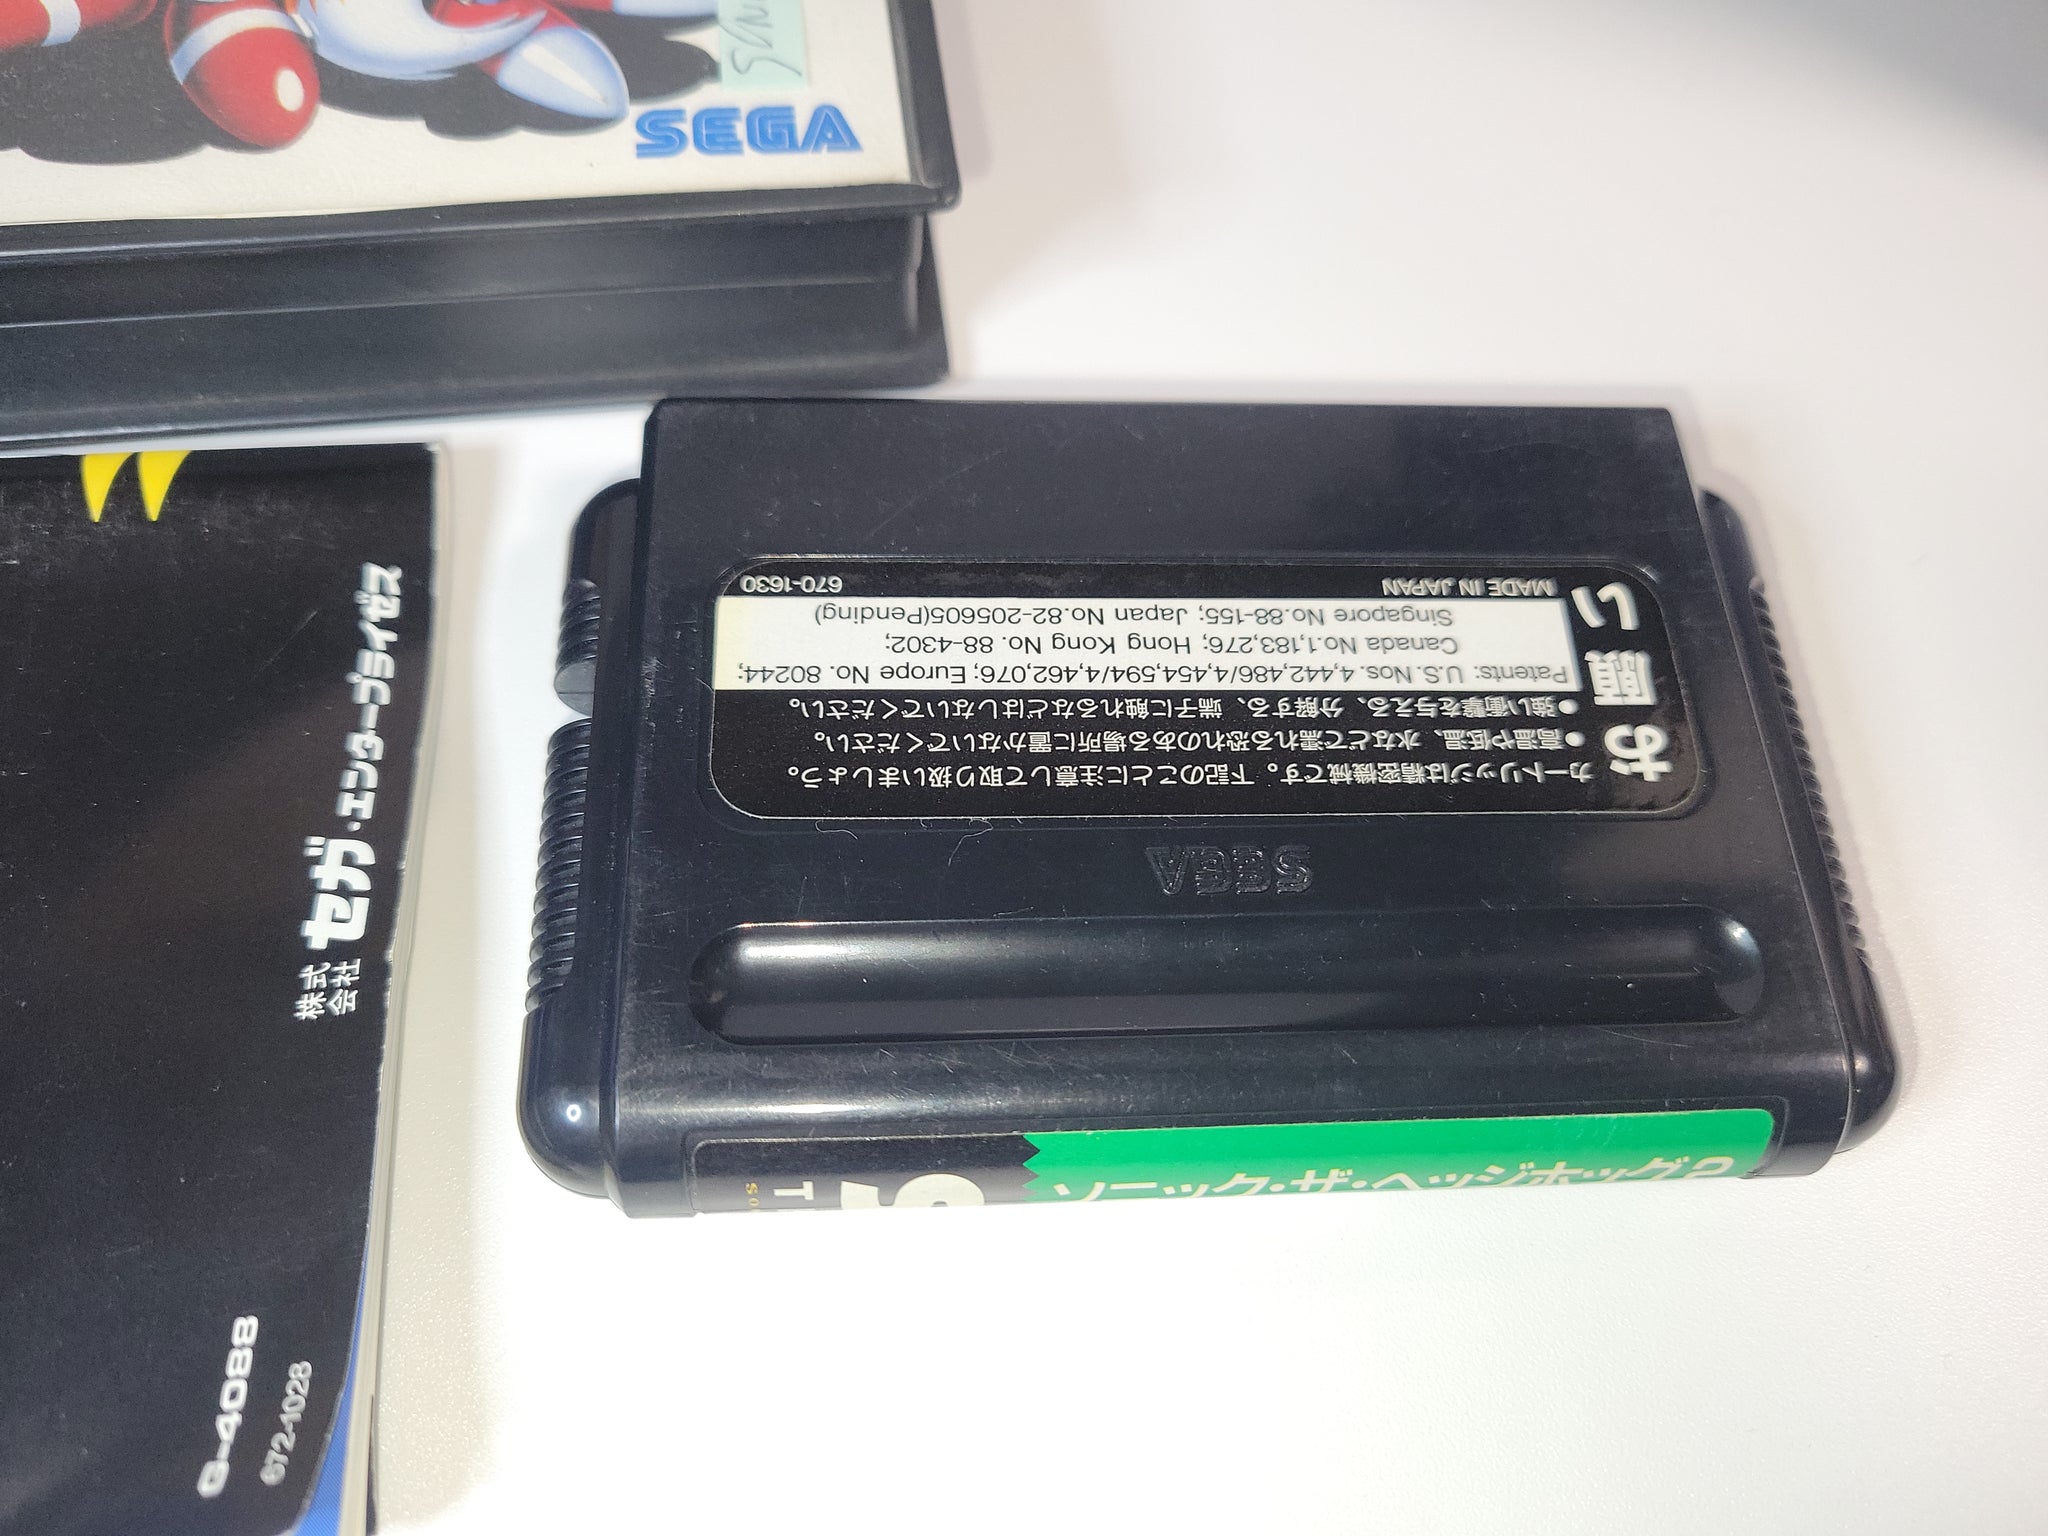 SEGA
株式
会社
セガ・エンタープライゼス
G-4088
672-1028
お願い
カートリッジは精密機械です。下記のことに注意して取り扱いましょう。
●高温や低温、水などで濡れる恐れのある場所に置かないでください。
●強い衝撃を与える、分解する、端子に触れるなどはしないでください。
Patents: U.S. Nos. 4,442,486/4,454,594/4,462,076; Europe No. 80244;
Canada No.1,183,276; Hong Kong No. 88-4302;
Singapore No.88-155; Japan No.82-205605(Pending)
MADE IN JAPAN
670-1630
SEGA
ソニック・ザ・ヘッジホッグ2